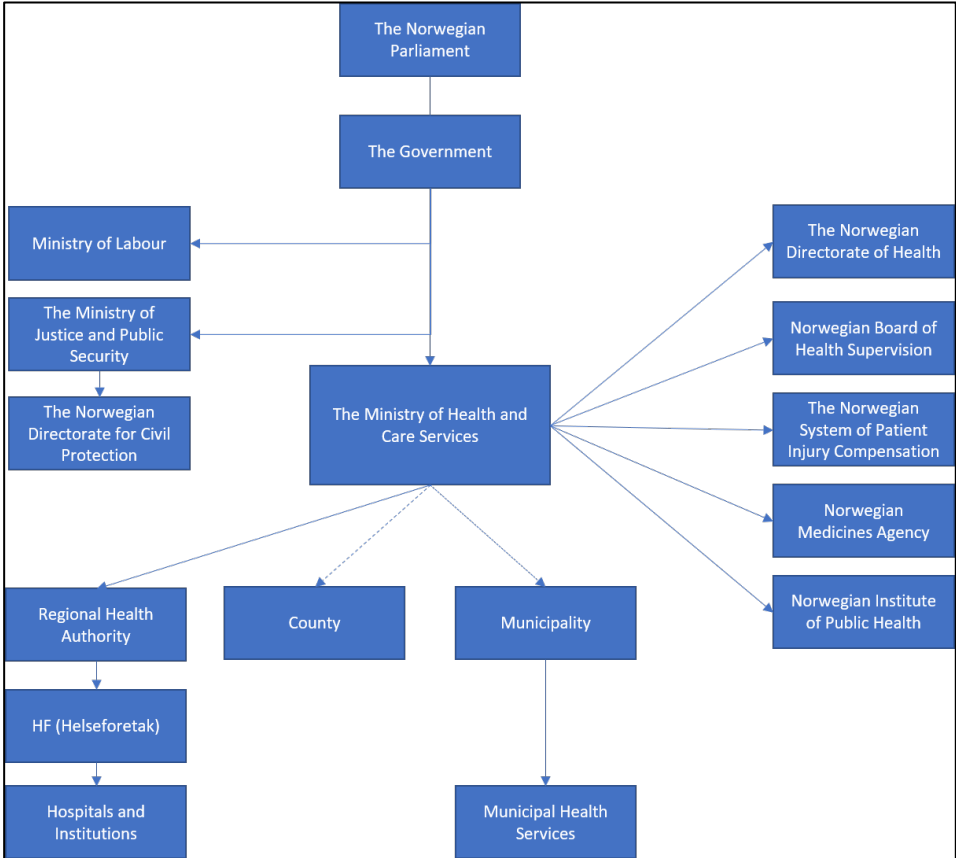 The Norwegian
Parliament
The Government
Ministry of Labour
The Ministry of
Justice and Public
Security
The Norwegian
Directorate for Civil
Protection
The Ministry of Health and
Care Services
The Norwegian
Directorate of Health
Norwegian Board of
Health Supervision
The Norwegian
System of Patient
Injury Compensation
Norwegian
Medicines Agency
Norwegian Institute
of Public Health
Regional Health
Authority
County
Municipality
HF (Helseforetak)
Hospitals and
Institutions
Municipal Health
Services